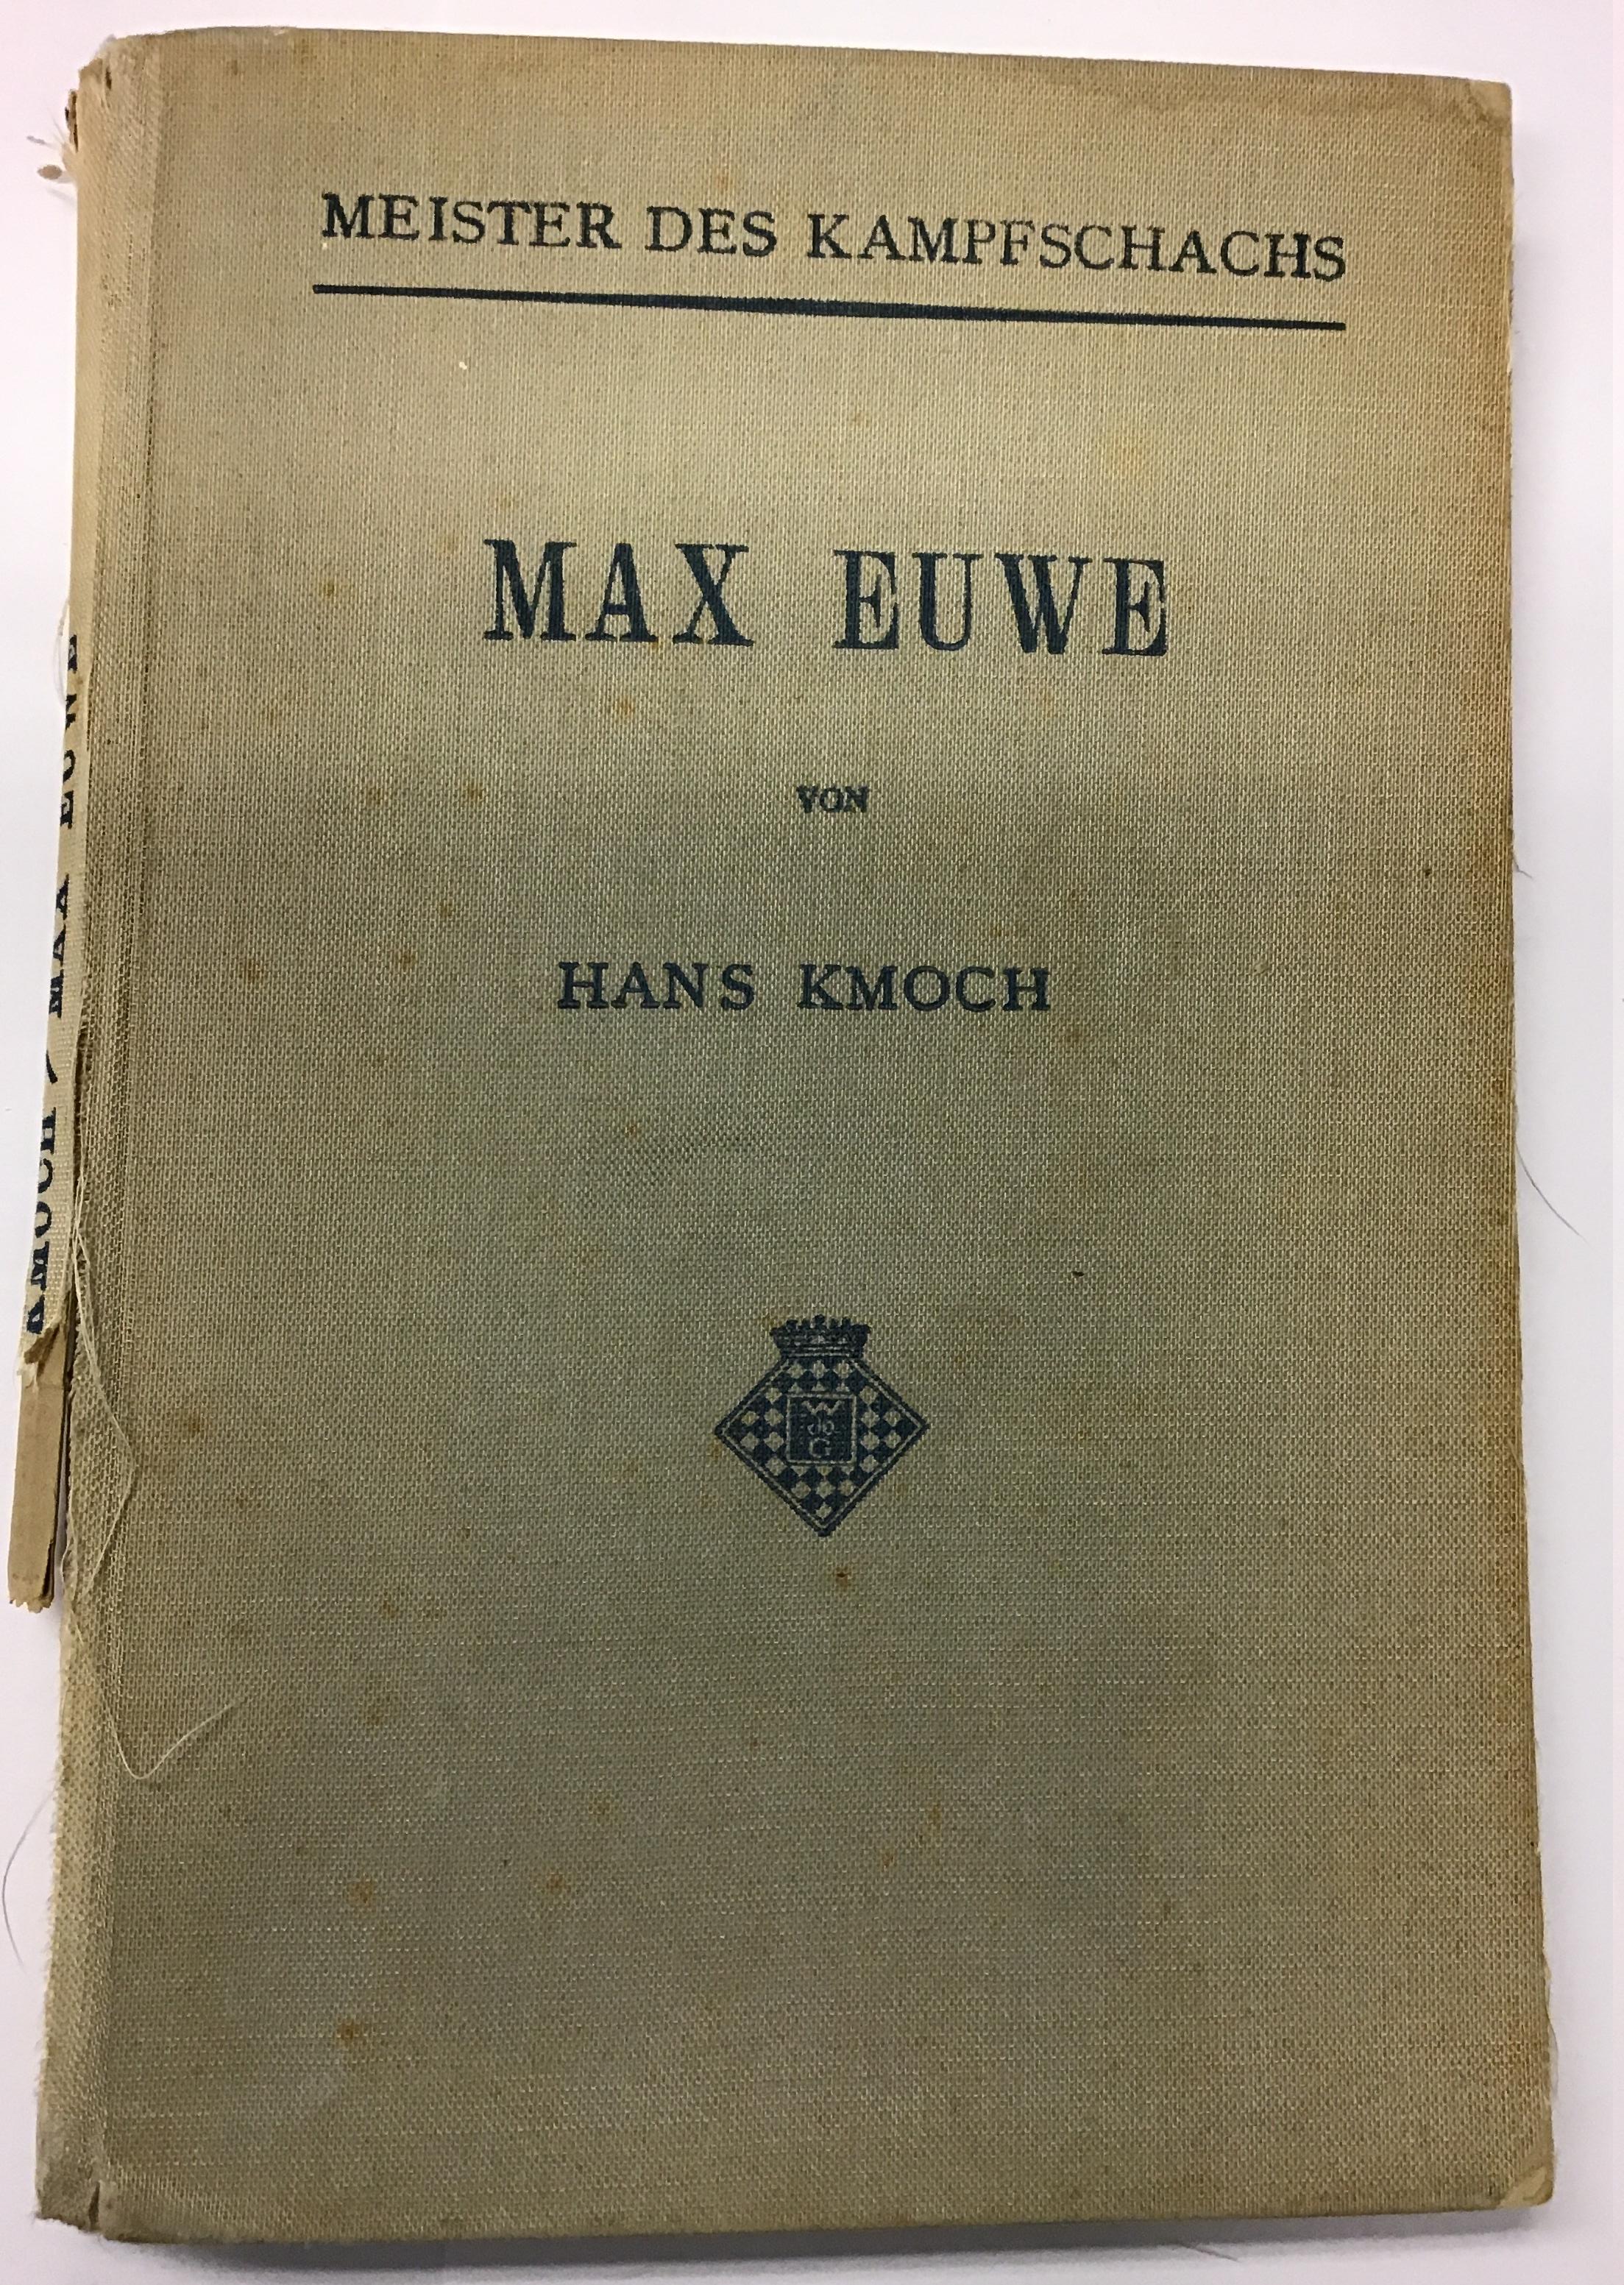 MEISTER DES KAMPFSCHACHS
MAX EUWE
VON
HANS KMOCH
W
d b
G
KMOCH / MAX EUWE